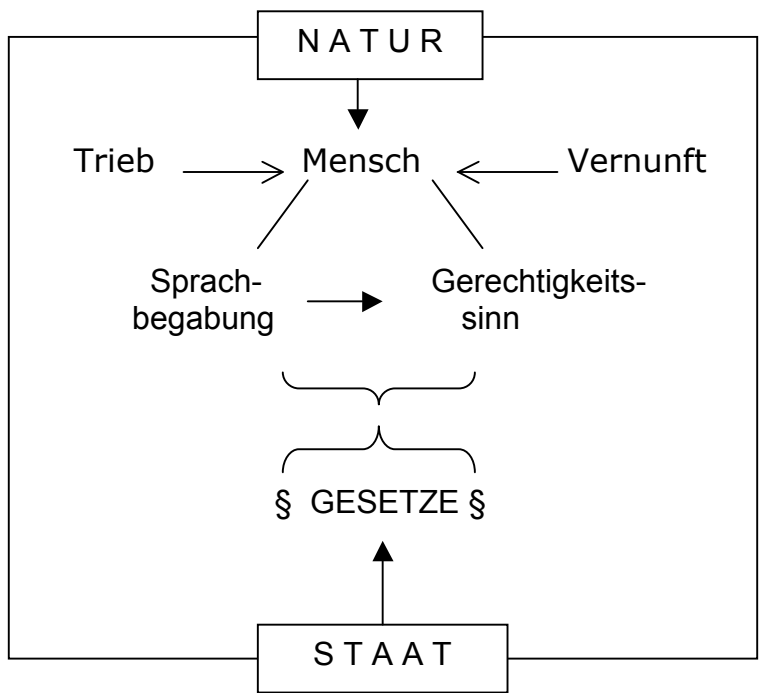 N A T U R
Trieb Mensch Vernunft
Sprach-
begabung
Gerechtigkeits-
sinn
§ GESETZE §
S T A A T